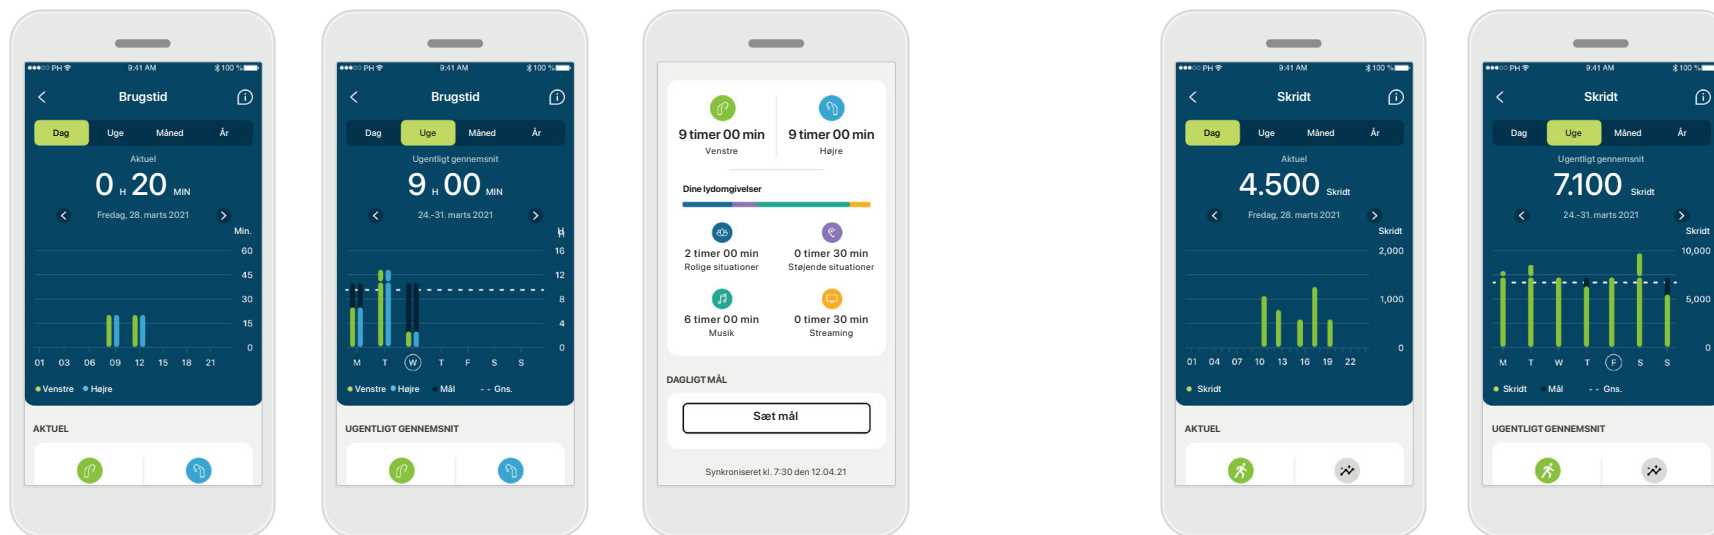 PH 9:41 AM 100 %
Brugstid
Dag Uge Måned År
Aktuel
0 H 20 MIN
Fredag, 28. marts 2021
Min.
60
45
30
15
0
01 03 06 09 12 15 18 21
Venstre Højre
AKTUEL
PH 9:41 AM 100 %
Brugstid
Dag Uge Måned År
Ugentligt gennemsnit
9 H 00 MIN
24.-31. marts 2021
H
16
12
8
4
0
M T W T F S S
Venstre Højre Mål -- Gns.
UGENTLIGT GENNEMSNIT
9 timer 00 min 9 timer 00 min
Venstre Højre
Dine lydomgivelser
2 timer 00 min 0 timer 30 min
Rolige situationer Støjende situationer
6 timer 00 min 0 timer 30 min
Musik Streaming
DAGLIGT MÅL
Sæt mål
Synkroniseret kl. 7:30 den 12.04.21
PH 9:41 AM 100 %
Skridt
Dag Uge Måned År
Aktuel
4.500 Skridt
Fredag, 28. marts 2021
Skridt
2,000
1,000
0
01 04 07 10 13 16 19 22
Skridt
AKTUEL
PH 9:41 AM 100 %
Skridt
Dag Uge Måned År
Ugentligt gennemsnit
7.100 Skridt
24.-31. marts 2021
Skridt
10,000
5,000
0
M T W T F S S
Skridt Mål -- Gns.
UGENTLIGT GENNEMSNIT